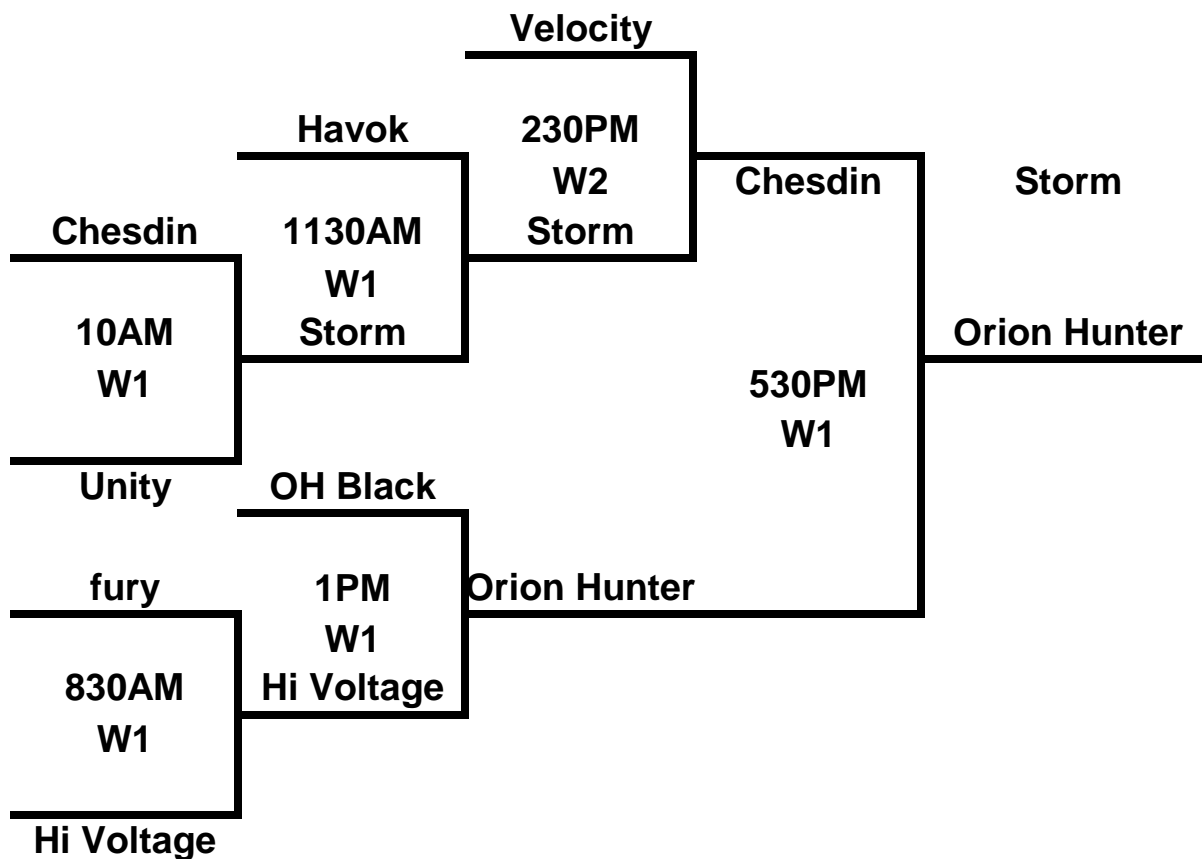 Velocity
Havok 230PM
W2 Chesdin Storm
Chesdin 1130AM Storm
W1
10AM Storm Orion Hunter
W1 530PM
W1
Unity OH Black
fury 1PM Orion Hunter
W1
830AM Hi Voltage
W1
Hi Voltage